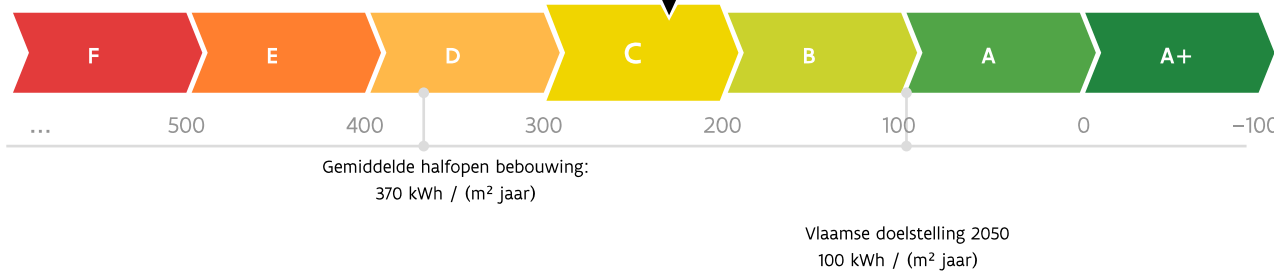 F E D C B A A+
... 500 400 300 200 100 0 −100
Gemiddelde halfopen bebouwing:
370 kWh / (m² jaar)
Vlaamse doelstelling 2050
100 kWh / (m² jaar)